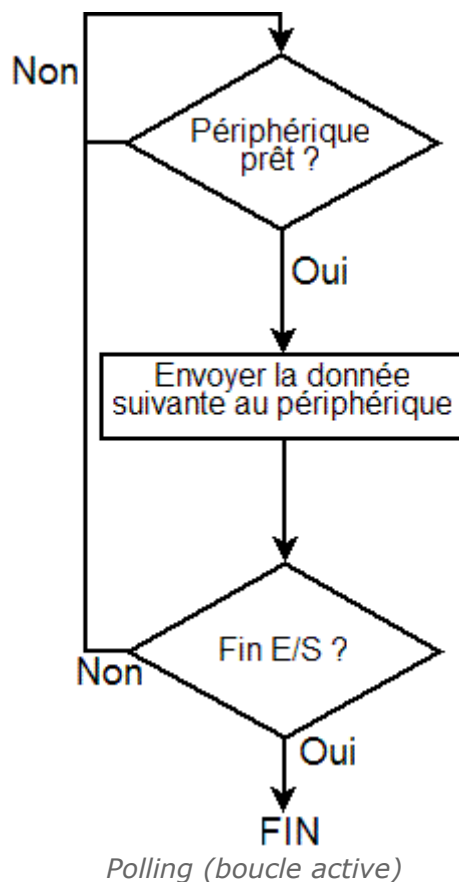 Non
Périphérique
prêt ?
Oui
Envoyer la donnée
suivante au périphérique
Fin E/S ?
Non
Oui
FIN
Polling (boucle active)